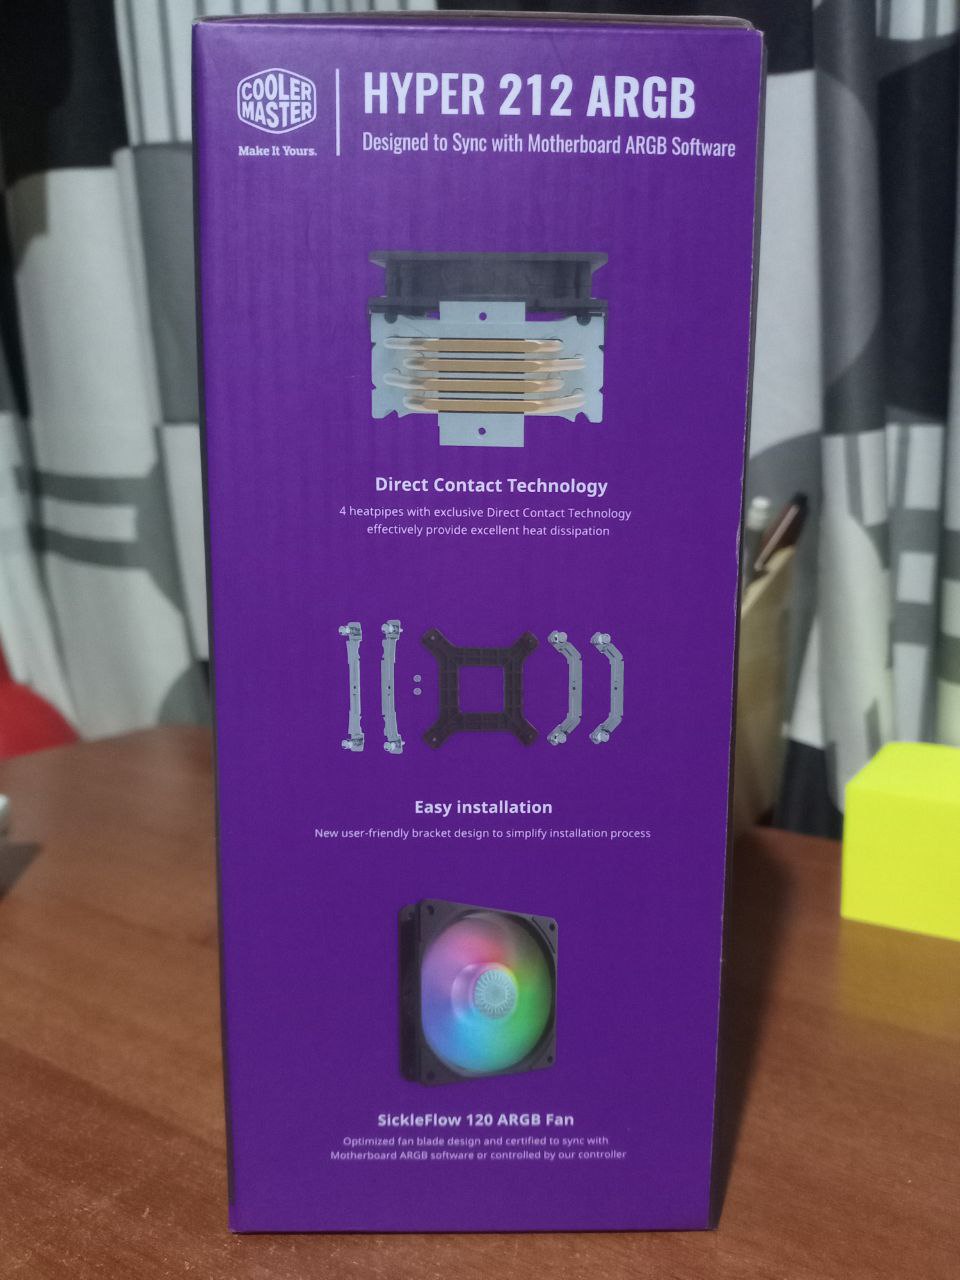 COOLER
MASTER
Make It Yours.
HYPER 212 ARGB
Designed to Sync with Motherboard ARGB Software
Direct Contact Technology
4 heatpipes with exclusive Direct Contact Technology
effectively provide excellent heat dissipation
Easy installation
New user-friendly bracket design to simplify installation process
SickleFlow 120 ARGB Fan
Optimized fan blade design and certified to sync with
Motherboard ARGB software or controlled by our controller